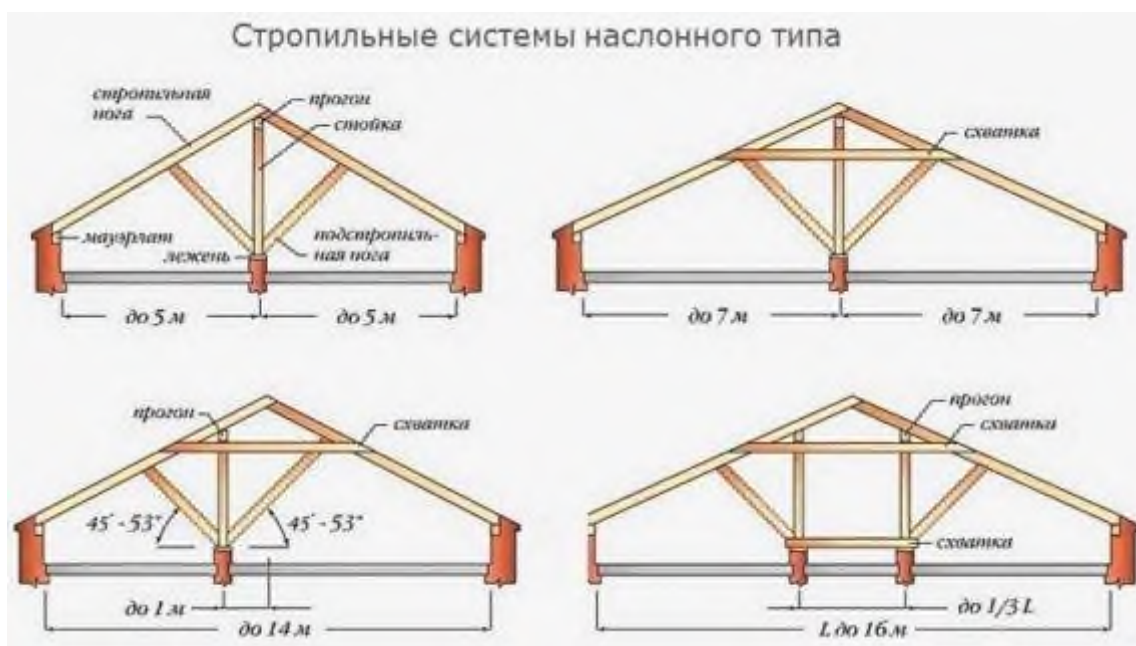 Стропильные системы наслонного типа
стропильная
нога
прогон
стойка
мауэрлат
лежень
подстропиль-
ная нога
до 5 м
до 5 м
схватка
до 7 м
до 7 м
прогон
схватка
45° - 53°
45° - 53°
до 1 м
до 14 м
прогон
схватки
схватка
до 1/3 L
L до 16 м